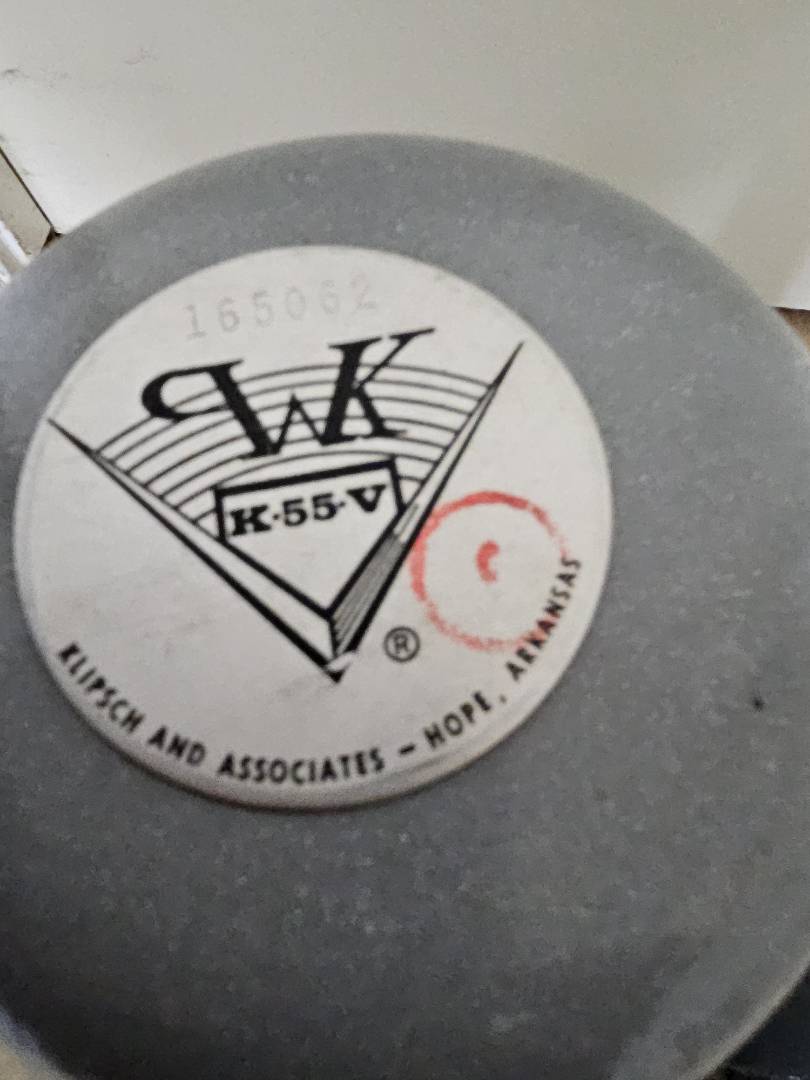 165062
PWK
K-55-V
®
KLIPSCH AND ASSOCIATES – HOPE, ARKANSAS